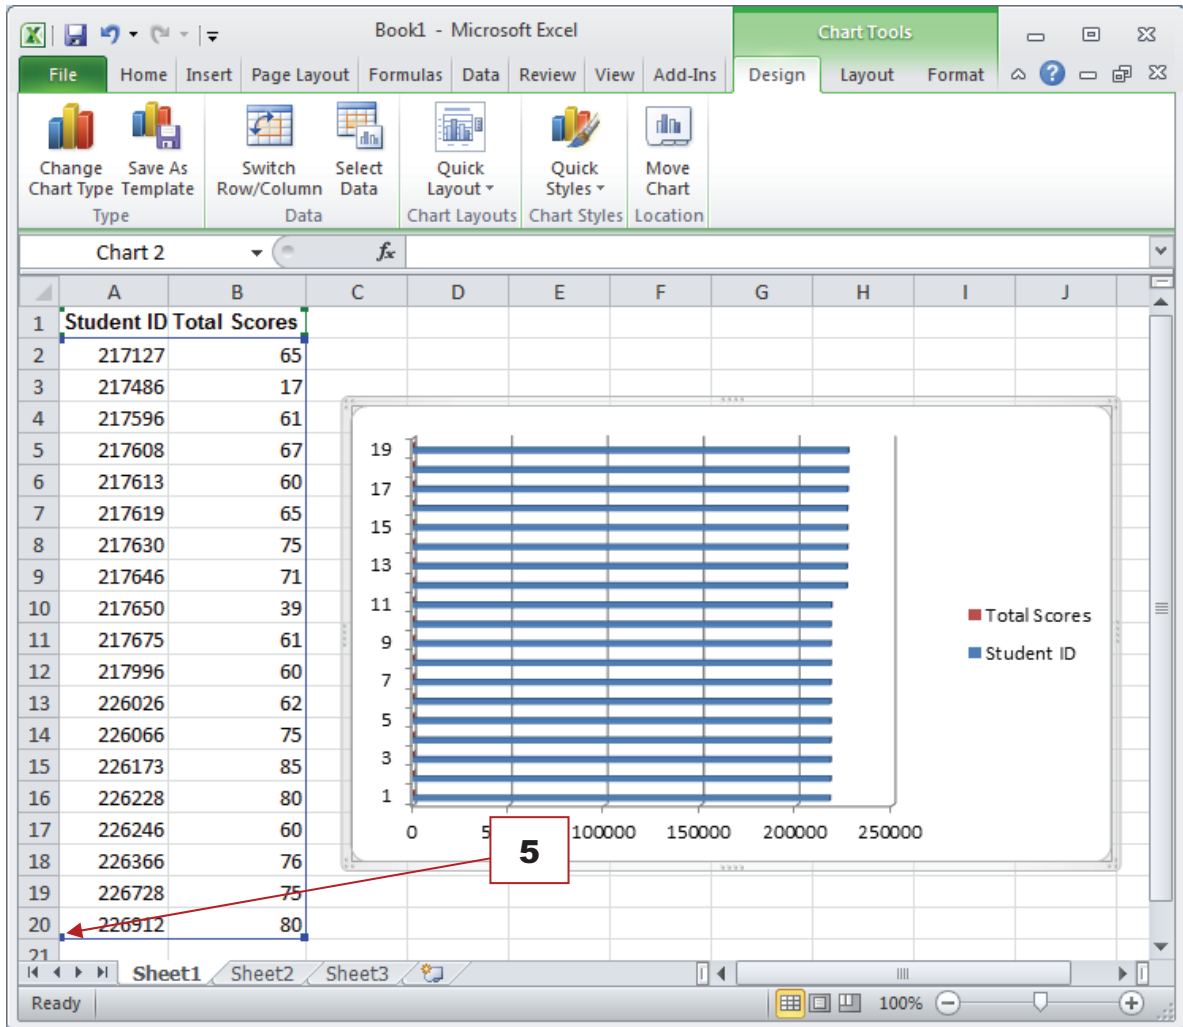 Book1 - Microsoft Excel
Chart Tools
File Home Insert Page Layout Formulas Data Review View Add-Ins Design Layout Format
Change Chart Type
Save As Template
Switch Row/Column
Select Data
Quick Layout
Quick Styles
Move Chart
Type Data Chart Layouts Chart Styles Location
Chart 2 fx
A B C D E F G H I J
1 Student ID Total Scores
2 217127 65
3 217486 17
4 217596 61
5 217608 67
6 217613 60
7 217619 65
8 217630 75
9 217646 71
10 217650 39
11 217675 61
12 217996 60
13 226026 62
14 226066 75
15 226173 85
16 226228 80
17 226246 60
18 226366 76
19 226728 75
20 226912 80
21
19
17
15
13
11
9
7
5
3
1
0 5 100000 150000 200000 250000
Total Scores
Student ID
5
Sheet1 Sheet2 Sheet3
Ready 100%